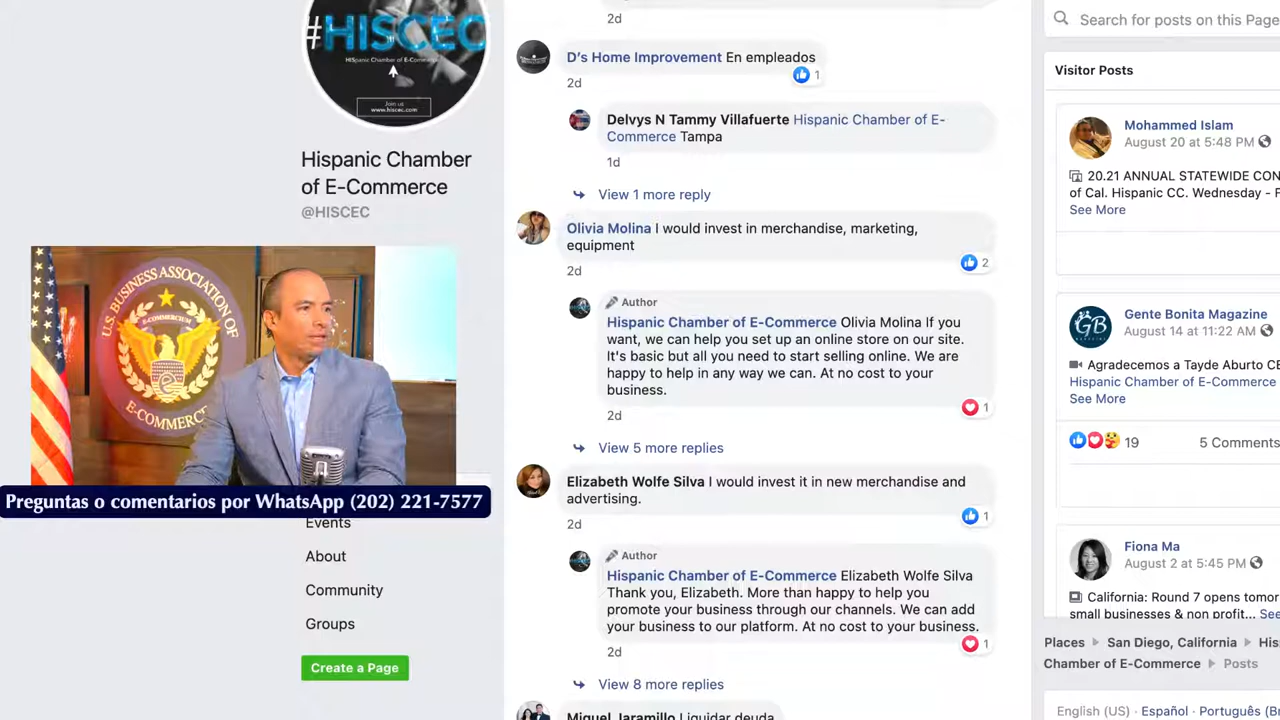 #HISCEC
HISpanic Chamber of E-Commerce
Join us
www.hiscec.com
Hispanic Chamber
of E-Commerce
@HISCEC
U.S. BUSINESS ASSOCIATION OF
E-COMMERCIUM
e
E-COMMERCE
Preguntas o comentarios por WhatsApp (202) 221-7577
Events
About
Community
Groups
Create a Page
2d
D's Home Improvement En empleados
1
2d
Delvys N Tammy Villafuerte Hispanic Chamber of E-
Commerce Tampa
1d
View 1 more reply
Olivia Molina I would invest in merchandise, marketing,
equipment
2
2d
Author
Hispanic Chamber of E-Commerce Olivia Molina If you
want, we can help you set up an online store on our site.
It's basic but all you need to start selling online. We are
happy to help in any way we can. At no cost to your
business.
1
2d
View 5 more replies
Elizabeth Wolfe Silva I would invest it in new merchandise and
advertising.
1
2d
Author
Hispanic Chamber of E-Commerce Elizabeth Wolfe Silva
Thank you, Elizabeth. More than happy to help you
promote your business through our channels. We can add
your business to our platform. At no cost to your business.
1
2d
View 8 more replies
Miguel Jaramillo Liquidar deuda
Search for posts on this Page
Visitor Posts
Mohammed Islam
August 20 at 5:48 PM
20.21 ANNUAL STATEWIDE CON
of Cal. Hispanic CC. Wednesday - F
See More
GB
Gente Bonita Magazine
August 14 at 11:22 AM
Agradecemos a Tayde Aburto CE
Hispanic Chamber of E-Commerce
See More
19
5 Comments
Fiona Ma
August 2 at 5:45 PM
California: Round 7 opens tomor
small businesses & non profit... See
Places San Diego, California His
Chamber of E-Commerce Posts
English (US) · Español · Português (Br